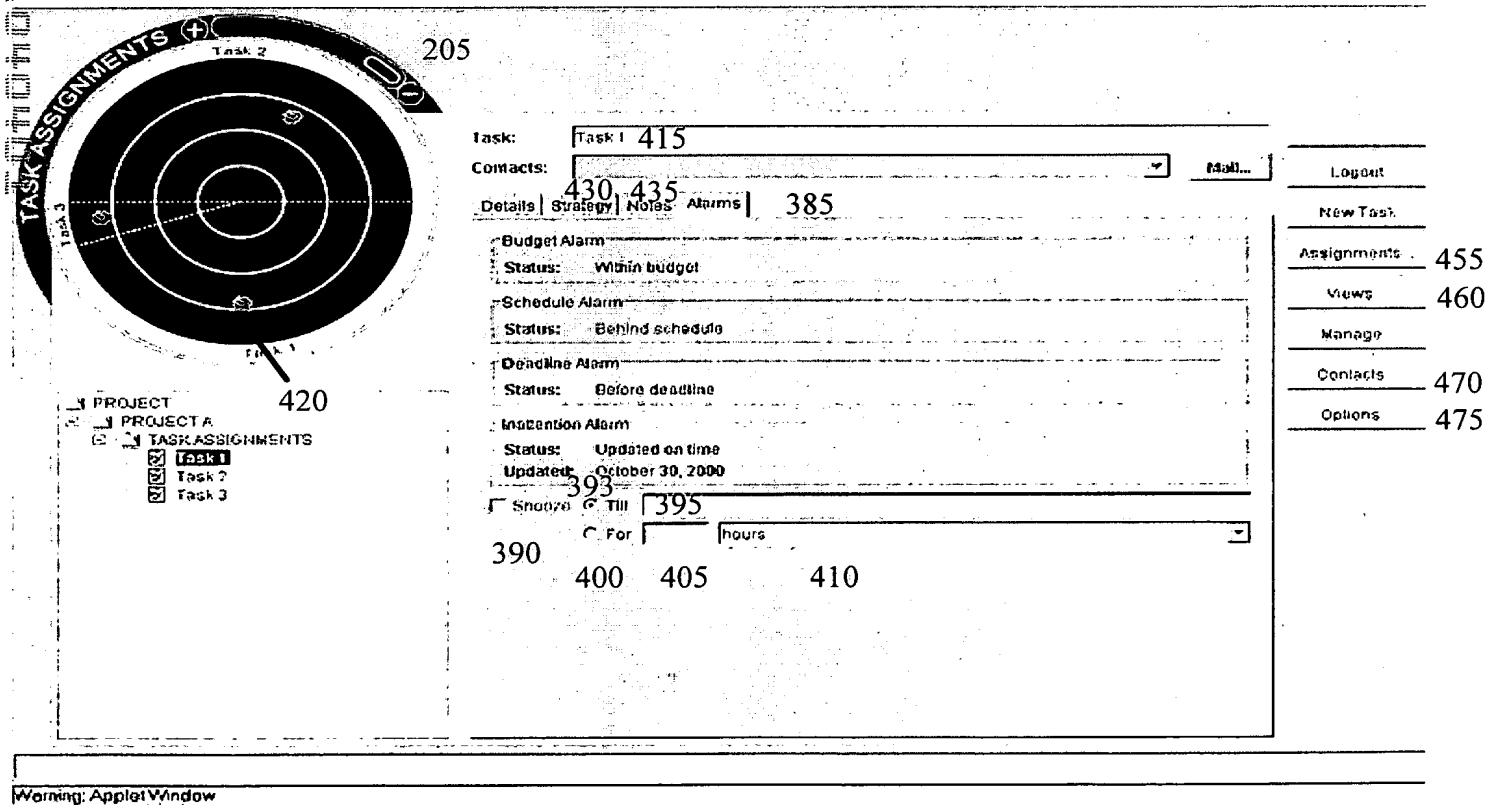 TASK ASSIGNMENTS
205
Task 2
Task 3
Task 1
420
PROJECT
PROJECT A
TASK ASSIGNMENTS
Task 1
Task 2
Task 3
Task: Task 1 415
Contacts: Mail...
430 435
Details Strategy Notes Alarms 385
Budget Alarm
Status: Within budget
Schedule Alarm
Status: Behind schedule
Deadline Alarm
Status: Before deadline
Inattention Alarm
Status: Updated on time
Updated: October 30, 2000
393
Snooze Till 395
For hours
390
400 405 410
Logout
New Task
Assignments 455
Views 460
Manage
Contacts 470
Options 475
Warning: Applet Window